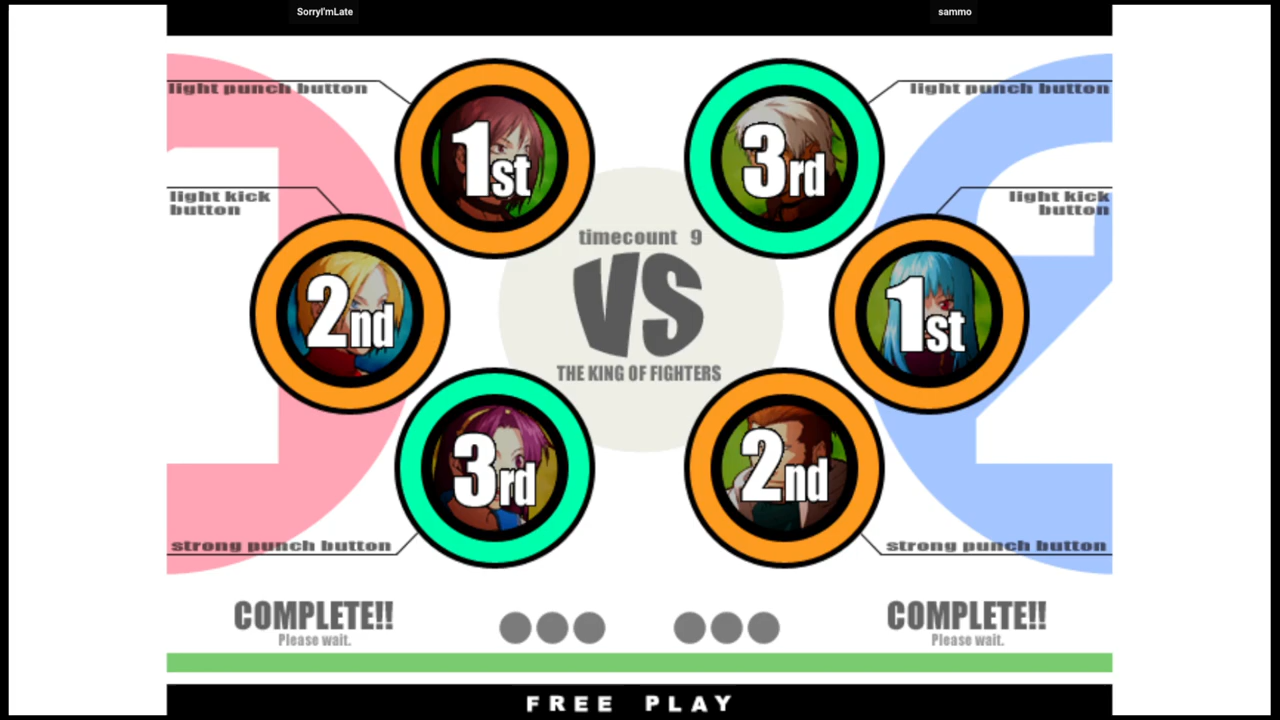 SorryI'mLate
sammo
light punch button
light punch button
1st
3rd
light kick
button
light kick
button
timecount 9
VS
THE KING OF FIGHTERS
2nd
1st
3rd
2nd
strong punch button
strong punch button
COMPLETE!!
Please wait.
COMPLETE!!
Please wait.
FREE PLAY